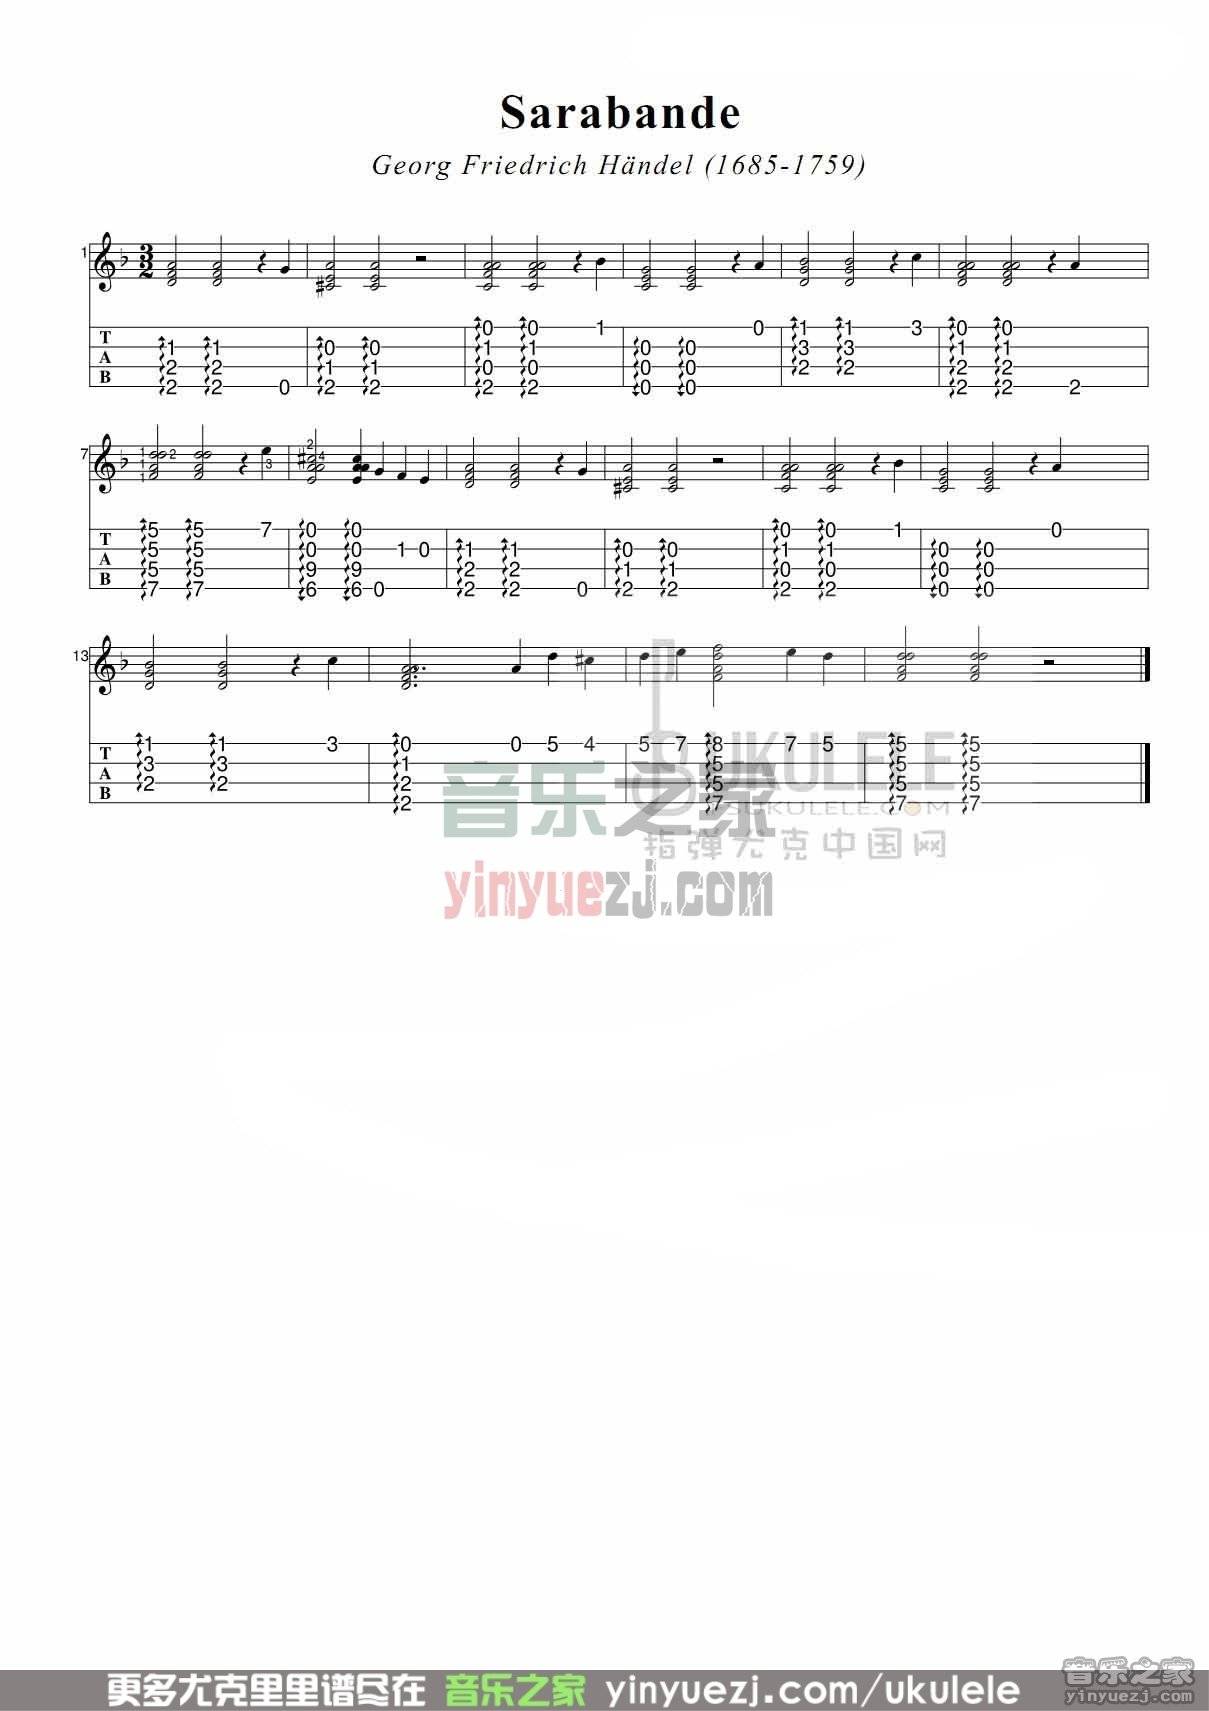 Sarabande
Georg Friedrich Händel (1685-1759)
1
3
2
T 0 0 1 0 1 1 3 0 0
A 1 1 0 0 1 1 0 0 3 3 1 1
B 2 2 1 1 0 0 0 0 2 2 2 2
2 2 0 2 2 2 2 0 0 2 2 2
7
1 2 2 4
1 3
1
T 5 5 7 0 0 0 0 1 0
A 5 5 0 0 1 0 1 1 0 0 1 1 0 0
B 5 5 9 9 2 2 1 1 0 0 0 0
7 7 6 6 0 2 2 0 2 2 2 2 0 0
13
T 1 1 3 0 0 5 4 5 7 8 7 5 5 5
A 3 3 1 5 5 5
B 2 2 2 5 5 5
2 7 7 7
UKULELE
SUKULELE.COM
音乐之家
指弹尤克中国网
yinyuezj.com
更多尤克里里谱尽在 音乐之家 yinyuezj.com/ukulele
音乐之家
yinyuezj.com